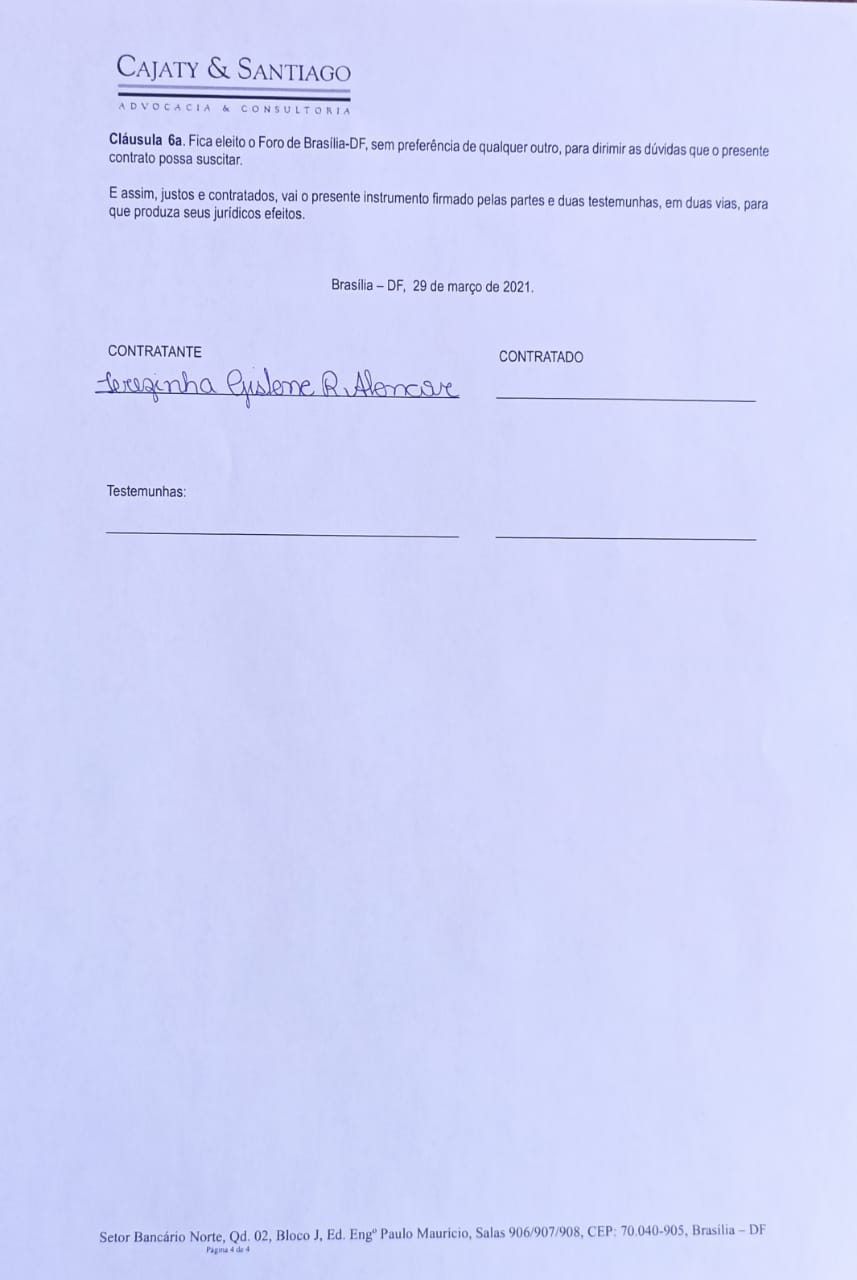 CAJATY & SANTIAGO
ADVOCACIA & CONSULTORIA
Cláusula 6a. Fica eleito o Foro de Brasília-DF, sem preferência de qualquer outro, para dirimir as dúvidas que o presente
contrato possa suscitar.
E assim, justos e contratados, vai o presente instrumento firmado pelas partes e duas testemunhas, em duas vias, para
que produza seus jurídicos efeitos.
Brasília – DF, 29 de março de 2021.
CONTRATANTE
CONTRATADO
Terezinha Gislene R. Alencar
Testemunhas:
Setor Bancário Norte, Qd. 02, Bloco J, Ed. Engº Paulo Mauricio, Salas 906/907/908, CEP: 70.040-905, Brasília – DF
Página 4 de 4